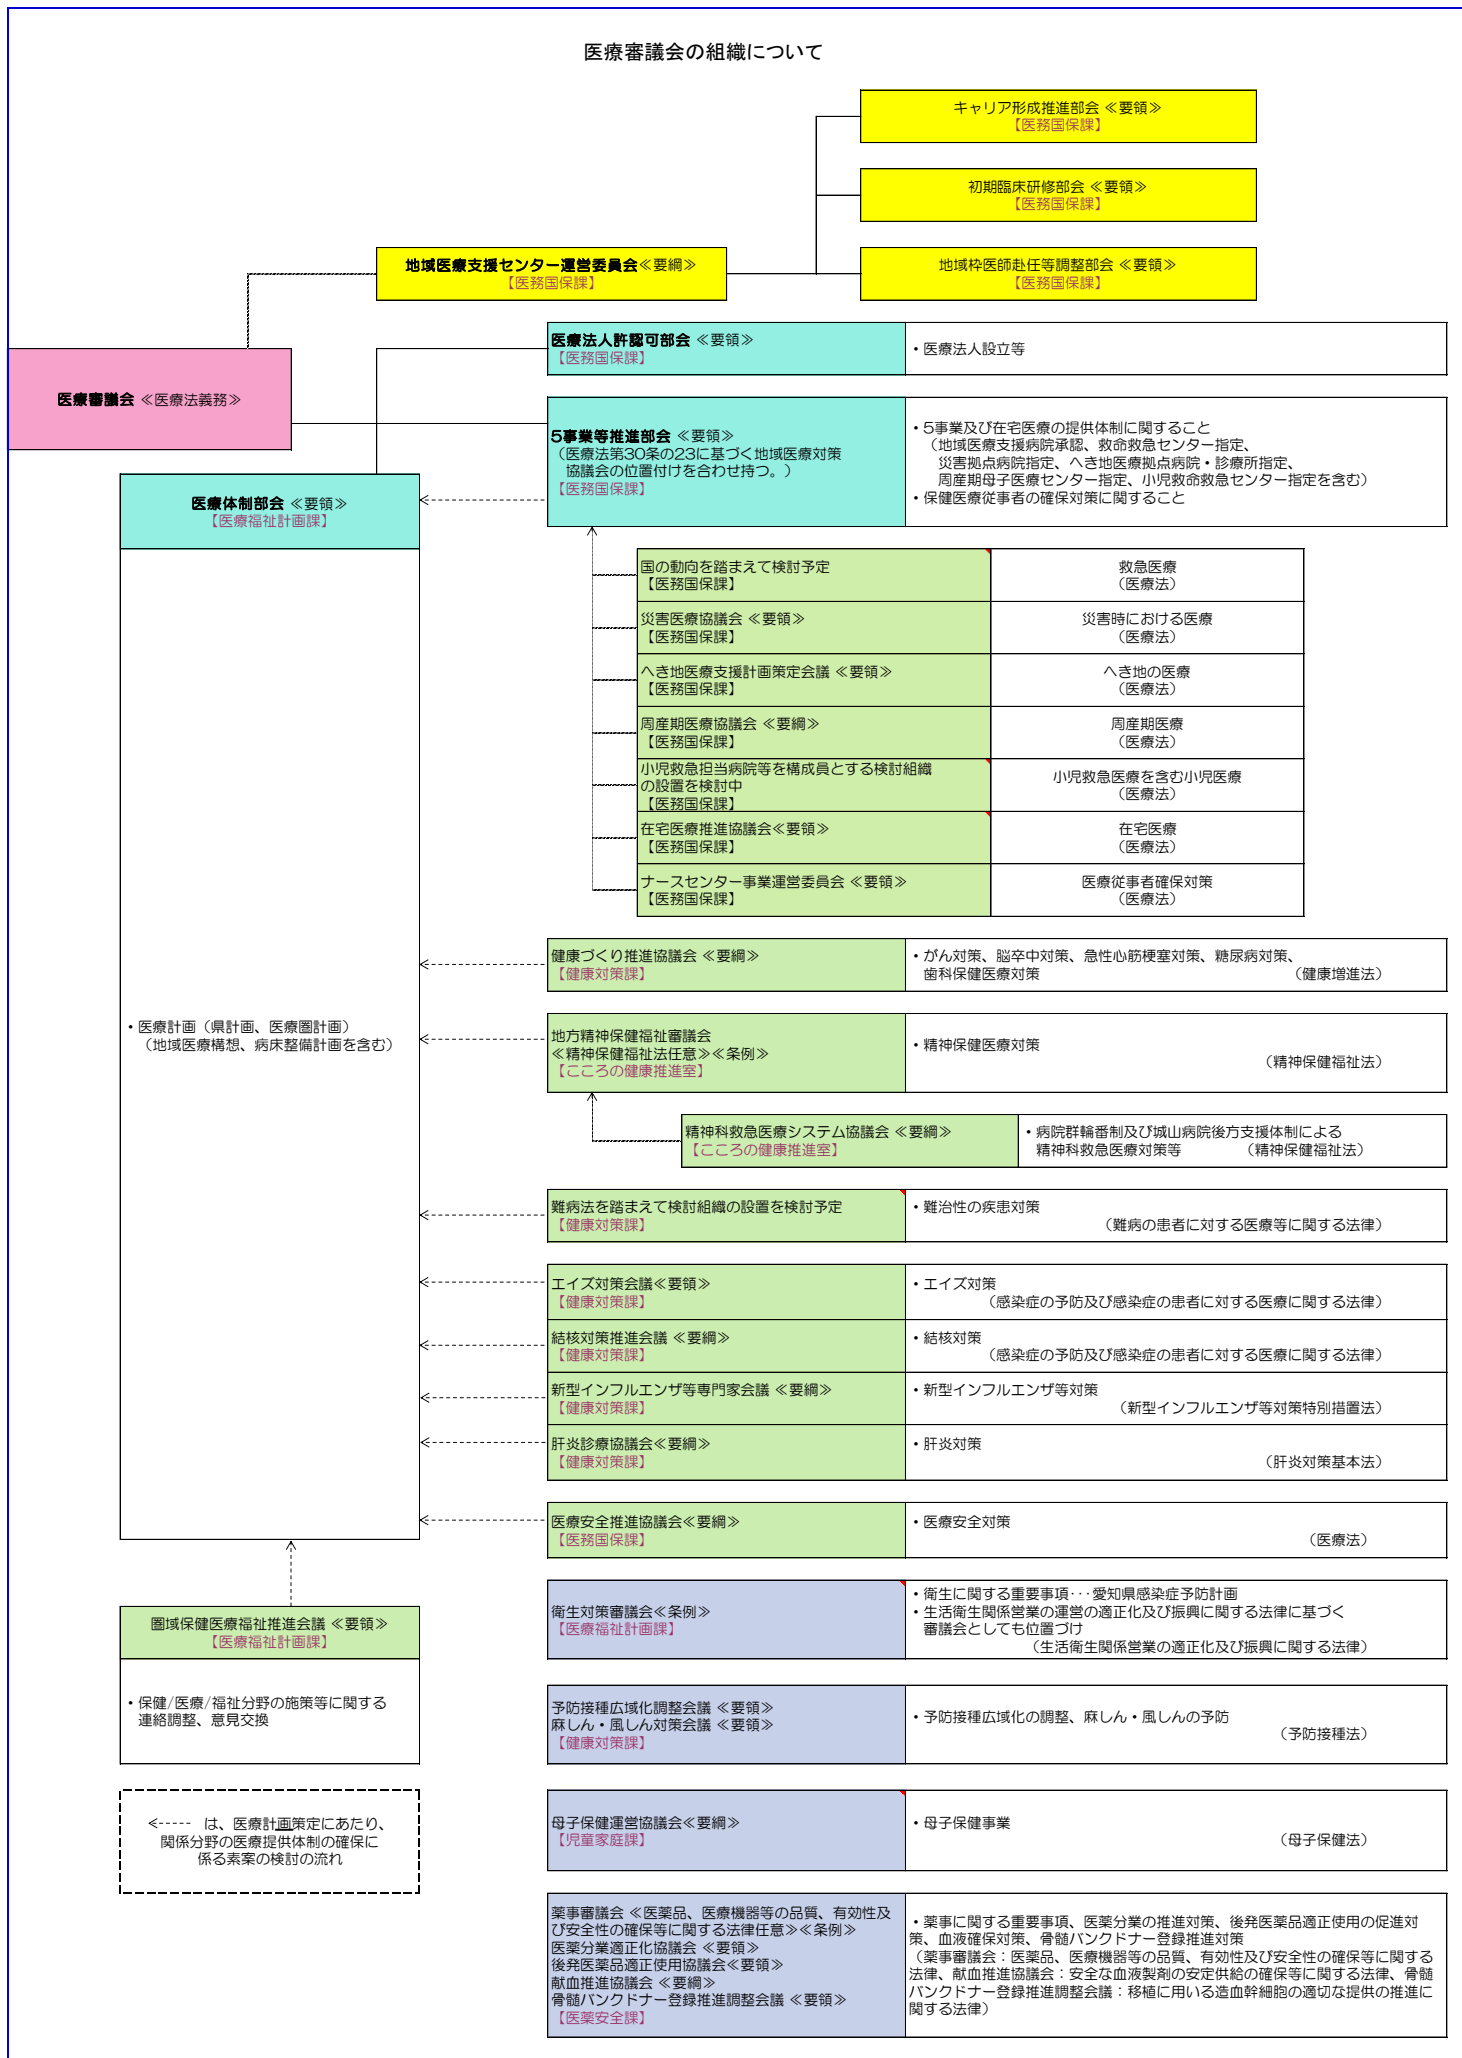 医療審議会の組織について
キャリア形成推進部会 ≪要領≫
【医務国保課】
初期臨床研修部会 ≪要領≫
【医務国保課】
地域医療支援センター運営委員会≪要綱≫
【医務国保課】
地域枠医師赴任等調整部会 ≪要領≫
【医務国保課】
医療法人許認可部会 ≪要領≫
【医務国保課】
・医療法人設立等
医療審議会 ≪医療法義務≫
5事業等推進部会 ≪要領≫
（医療法第30条の23に基づく地域医療対策
協議会の位置付けを合わせ持つ。）
【医務国保課】
・5事業及び在宅医療の提供体制に関すること
（地域医療支援病院承認、救命救急センター指定、
災害拠点病院指定、へき地医療拠点病院・診療所指定、
周産期母子医療センター指定、小児救命救急センター指定を含む）
・保健医療従事者の確保対策に関すること
医療体制部会 ≪要領≫
【医療福祉計画課】
国の動向を踏まえて検討予定
【医務国保課】
救急医療
（医療法）
災害医療協議会 ≪要領≫
【医務国保課】
災害時における医療
（医療法）
へき地医療支援計画策定会議 ≪要領≫
【医務国保課】
へき地の医療
（医療法）
周産期医療協議会 ≪要綱≫
【医務国保課】
周産期医療
（医療法）
小児救急担当病院等を構成員とする検討組織
の設置を検討中
【医務国保課】
小児救急医療を含む小児医療
（医療法）
在宅医療推進協議会≪要領≫
【医務国保課】
在宅医療
（医療法）
ナースセンター事業運営委員会 ≪要領≫
【医務国保課】
医療従事者確保対策
（医療法）
健康づくり推進協議会 ≪要綱≫
【健康対策課】
・がん対策、脳卒中対策、急性心筋梗塞対策、糖尿病対策、
歯科保健医療対策 （健康増進法）
・医療計画（県計画、医療圏計画）
（地域医療構想、病床整備計画を含む）
地方精神保健福祉審議会
≪精神保健福祉法任意≫≪条例≫
【こころの健康推進室】
・精神保健医療対策
（精神保健福祉法）
精神科救急医療システム協議会 ≪要綱≫
【こころの健康推進室】
・病院群輪番制及び城山病院後方支援体制による
精神科救急医療対策等 （精神保健福祉法）
難病法を踏まえて検討組織の設置を検討予定
【健康対策課】
・難治性の疾患対策
（難病の患者に対する医療等に関する法律）
エイズ対策会議≪要領≫
【健康対策課】
・エイズ対策
（感染症の予防及び感染症の患者に対する医療に関する法律）
結核対策推進会議 ≪要綱≫
【健康対策課】
・結核対策
（感染症の予防及び感染症の患者に対する医療に関する法律）
新型インフルエンザ等専門家会議 ≪要綱≫
【健康対策課】
・新型インフルエンザ等対策
（新型インフルエンザ等対策特別措置法）
肝炎診療協議会≪要綱≫
【健康対策課】
・肝炎対策
（肝炎対策基本法）
医療安全推進協議会≪要綱≫
【医務国保課】
・医療安全対策
（医療法）
圏域保健医療福祉推進会議 ≪要領≫
【医療福祉計画課】
・保健/医療/福祉分野の施策等に関する
連絡調整、意見交換
衛生対策審議会≪条例≫
【医療福祉計画課】
・衛生に関する重要事項･･･愛知県感染症予防計画
・生活衛生関係営業の運営の適正化及び振興に関する法律に基づく
審議会としても位置づけ
（生活衛生関係営業の適正化及び振興に関する法律）
予防接種広域化調整会議 ≪要領≫
麻しん・風しん対策会議 ≪要領≫
【健康対策課】
・予防接種広域化の調整、麻しん・風しんの予防
（予防接種法）
<----- は、医療計画策定にあたり、
関係分野の医療提供体制の確保に
係る素案の検討の流れ
母子保健運営協議会≪要綱≫
【児童家庭課】
・母子保健事業
（母子保健法）
薬事審議会 ≪医薬品、医療機器等の品質、有効性及
び安全性の確保等に関する法律任意≫≪条例≫
医薬分業適正化協議会 ≪要領≫
後発医薬品適正使用協議会≪要領≫
献血推進協議会 ≪要綱≫
骨髄バンクドナー登録推進調整会議 ≪要領≫
【医薬安全課】
・薬事に関する重要事項、医薬分業の推進対策、後発医薬品適正使用の促進対
策、血液確保対策、骨髄バンクドナー登録推進対策
（薬事審議会：医薬品、医療機器等の品質、有効性及び安全性の確保等に関する
法律、献血推進協議会：安全な血液製剤の安定供給の確保等に関する法律、骨髄
バンクドナー登録推進調整会議：移植に用いる造血幹細胞の適切な提供の推進に
関する法律）